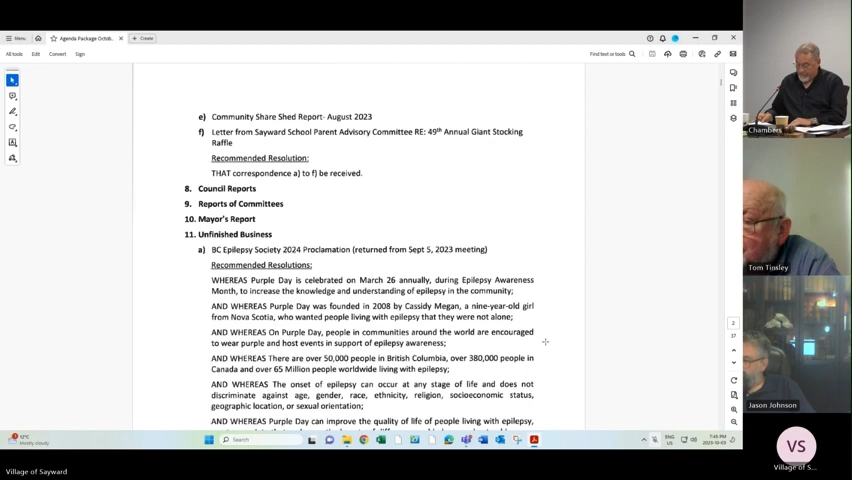 Menu
Agenda Package Octob...
Create
All tools
Edit
Convert
Sign
Find text or tools
e) Community Share Shed Report- August 2023
f) Letter from Sayward School Parent Advisory Committee RE: 49th Annual Giant Stocking
Raffle
Recommended Resolution:
THAT correspondence a) to f) be received.
8. Council Reports
9. Reports of Committees
10. Mayor's Report
11. Unfinished Business
a) BC Epilepsy Society 2024 Proclamation (returned from Sept 5, 2023 meeting)
Recommended Resolutions:
WHEREAS Purple Day is celebrated on March 26 annually, during Epilepsy Awareness
Month, to increase the knowledge and understanding of epilepsy in the community;
AND WHEREAS Purple Day was founded in 2008 by Cassidy Megan, a nine-year-old girl
from Nova Scotia, who wanted people living with epilepsy that they were not alone;
AND WHEREAS On Purple Day, people in communities around the world are encouraged
to wear purple and host events in support of epilepsy awareness;
AND WHEREAS There are over 50,000 people in British Columbia, over 380,000 people in
Canada and over 65 Million people worldwide living with epilepsy;
AND WHEREAS The onset of epilepsy can occur at any stage of life and does not
discriminate against age, gender, race, ethnicity, religion, socioeconomic status,
geographic location, or sexual orientation;
AND WHEREAS Purple Day can improve the quality of life of people living with epilepsy,
2
37
12°C
Mostly cloudy
Search
ENG
US
7:45 PM
2023-10-03
Chambers
Tom Tinsley
Jason Johnson
VS
Village of S...
Village of Sayward